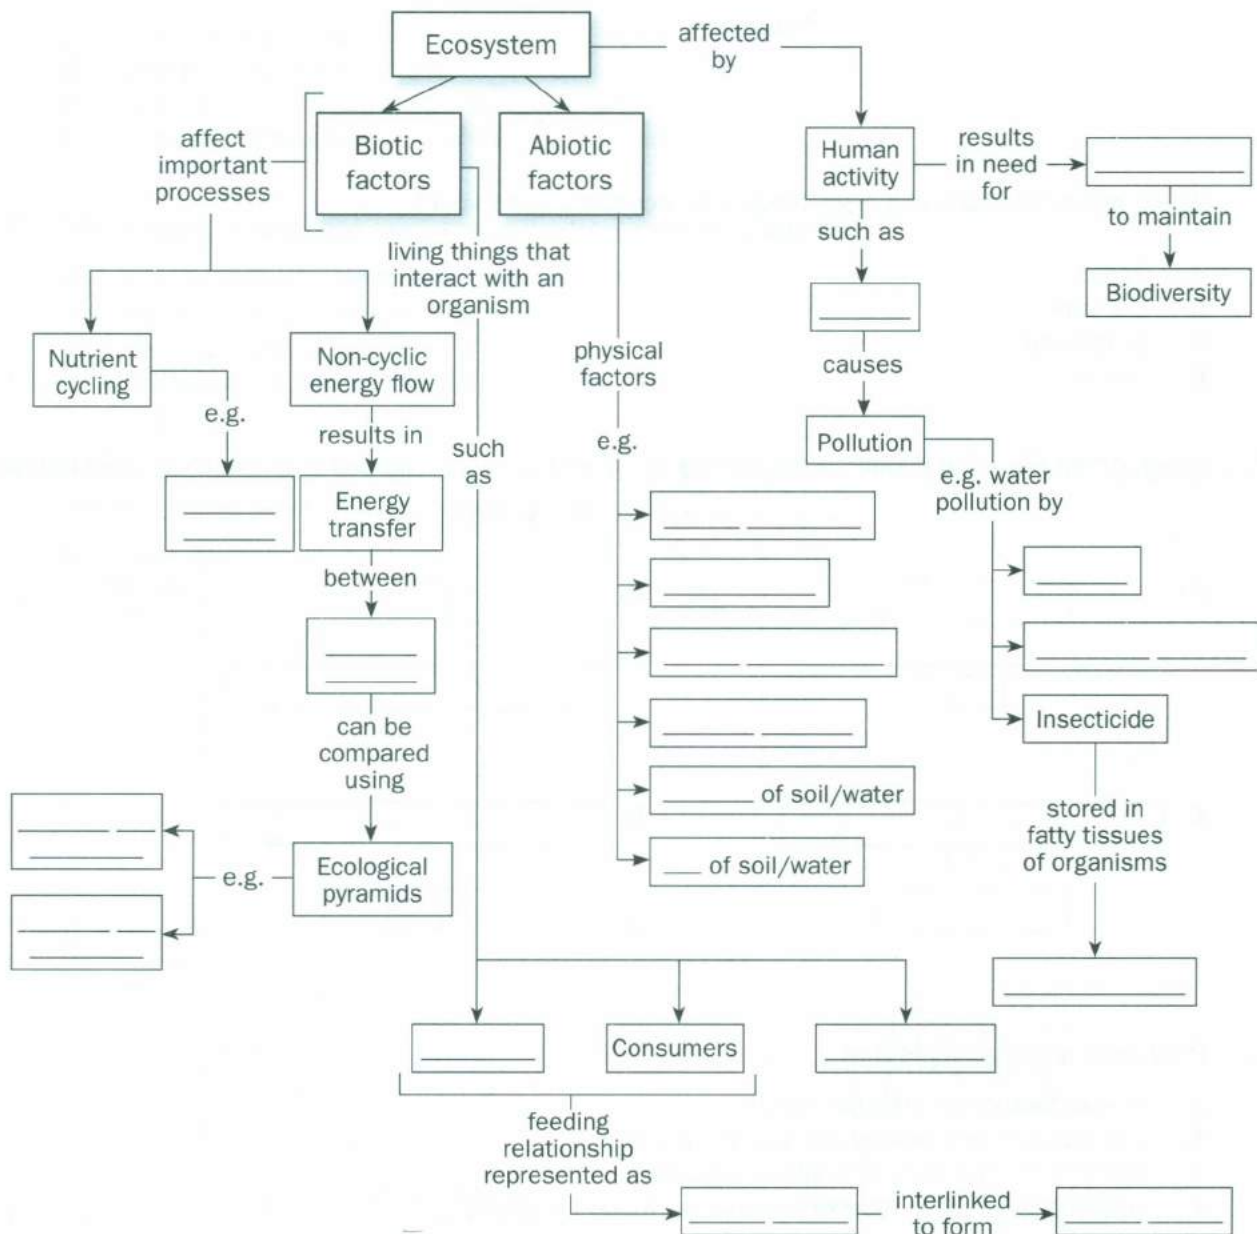 Ecosystem
affected
by
affect
important
processes
Biotic
factors
Abiotic
factors
Human
activity
results
in need
for
to maintain
Biodiversity
living things that
interact with an
organism
such as
Nutrient
cycling
Non-cyclic
energy flow
physical
factors
causes
e.g.
results in
such
as
e.g.
Pollution
Energy
transfer
e.g. water
pollution by
between
can be
compared
using
Insecticide
of soil/water
of soil/water
stored in
fatty tissues
of organisms
e.g.
Ecological
pyramids
Consumers
feeding
relationship
represented as
interlinked
to form